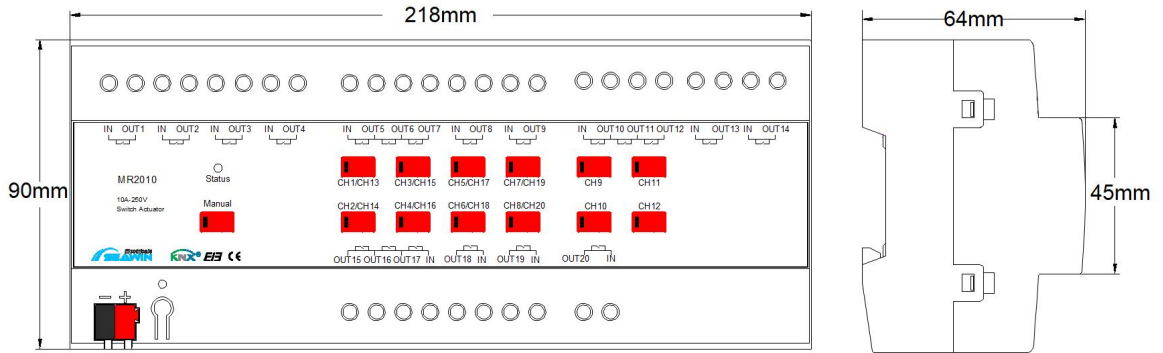 218mm
64mm
90mm
45mm
IN OUT1 IN OUT2 IN OUT3 IN OUT4 IN OUT5 OUT6 OUT7 IN OUT8 IN OUT9 IN OUT10 OUT11 OUT12 IN OUT13 IN OUT14
MR2010
10A-250V
Switch Actuator
Status
Manual
CH1/CH13 CH3/CH15 CH5/CH17 CH7/CH19 CH9 CH11
CH2/CH14 CH4/CH16 CH6/CH18 CH8/CH20 CH10 CH12
SEAWIN KNX® EIB CE
OUT15 OUT16 OUT17 IN OUT18 IN OUT19 IN OUT20 IN
− +